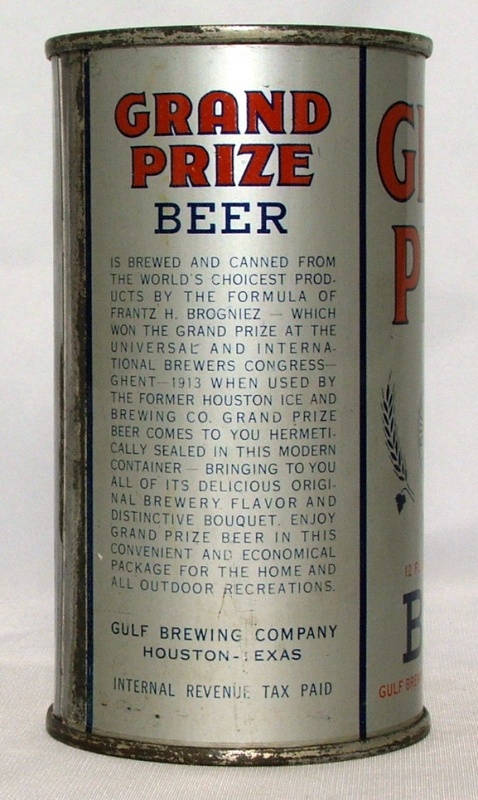 GRAND
PRIZE
BEER
IS BREWED AND CANNED FROM
THE WORLD'S CHOICEST PROD-
UCTS BY THE FORMULA OF
FRANTZ H. BROGNIEZ — WHICH
WON THE GRAND PRIZE AT THE
UNIVERSAL AND INTERNA-
TIONAL BREWERS CONGRESS—
GHENT—1913 WHEN USED BY
THE FORMER HOUSTON ICE AND
BREWING CO. GRAND PRIZE
BEER COMES TO YOU HERMETI-
CALLY SEALED IN THIS MODERN
CONTAINER — BRINGING TO YOU
ALL OF ITS DELICIOUS ORIGI-
NAL BREWERY FLAVOR AND
DISTINCTIVE BOUQUET. ENJOY
GRAND PRIZE BEER IN THIS
CONVENIENT AND ECONOMICAL
PACKAGE FOR THE HOME AND
ALL OUTDOOR RECREATIONS.
GULF BREWING COMPANY
HOUSTON-TEXAS
INTERNAL REVENUE TAX PAID
G
P
12 F
B
GULF BREW